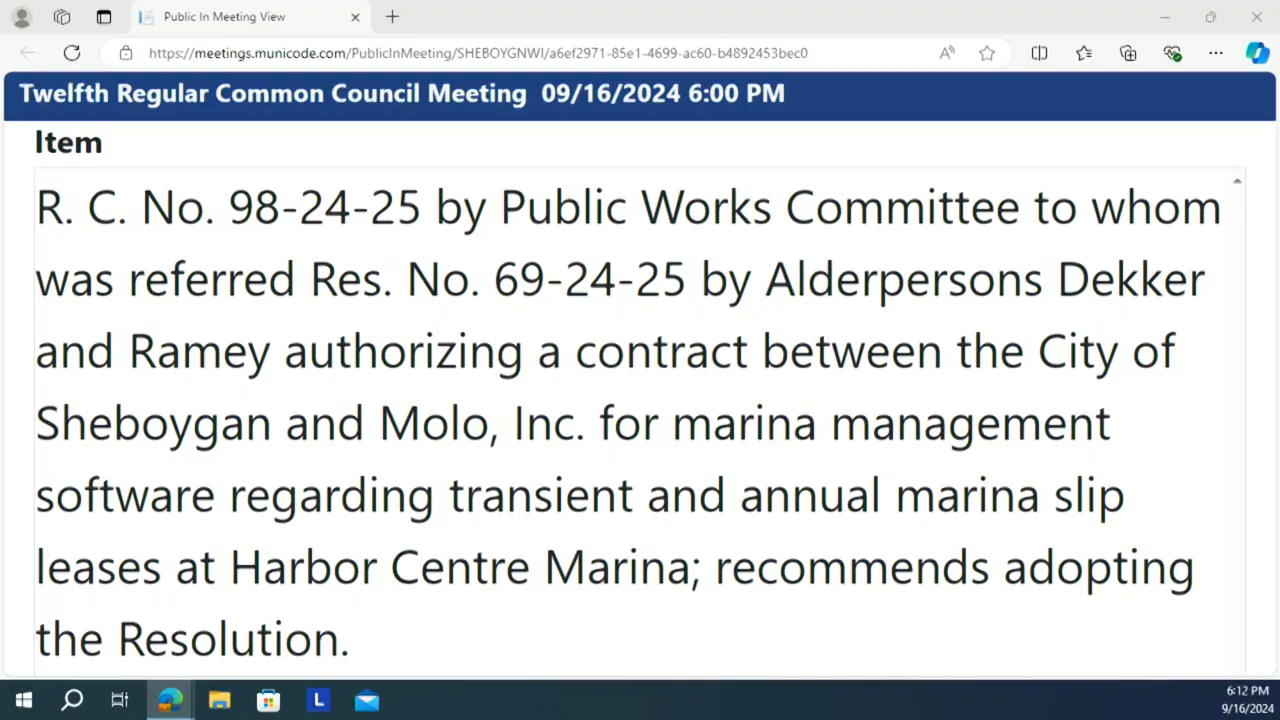 Public In Meeting View
https://meetings.municode.com/PublicInMeeting/SHEBOYGNWI/a6ef2971-85e1-4699-ac60-b4892453bec0
Twelfth Regular Common Council Meeting 09/16/2024 6:00 PM
Item
R. C. No. 98-24-25 by Public Works Committee to whom
was referred Res. No. 69-24-25 by Alderpersons Dekker
and Ramey authorizing a contract between the City of
Sheboygan and Molo, Inc. for marina management
software regarding transient and annual marina slip
leases at Harbor Centre Marina; recommends adopting
the Resolution.
L
6:12 PM
9/16/2024